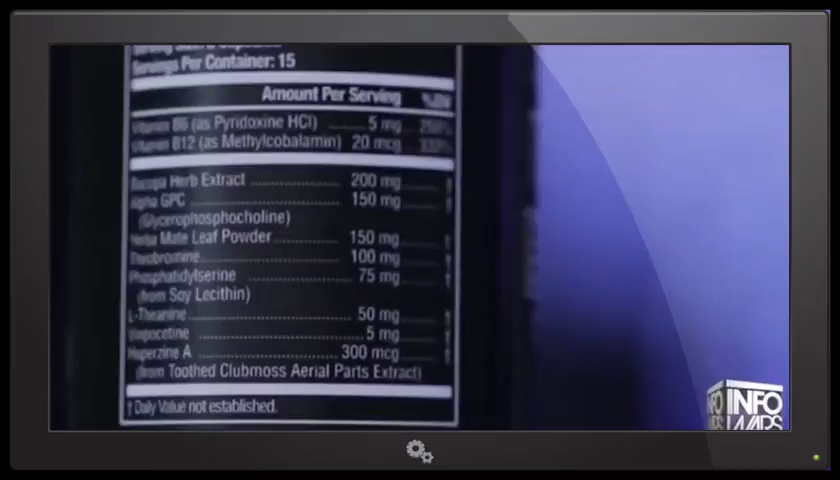 Servings Per Container: 15
Amount Per Serving %DV
Vitamin B6 (as Pyridoxine HCl) 5 mg
Vitamin B12 (as Methylcobalamin) 20 mcg
Herb Extract 200 mg †
Alpha GPC 150 mg †
(Glycerophosphocholine)
Yerba Mate Leaf Powder 150 mg †
Theobromine 100 mg †
Phosphatidylserine 75 mg †
(from Soy Lecithin)
L-Theanine 50 mg †
Vinpocetine 5 mg †
Huperzine A 300 mcg †
(from Toothed Clubmoss Aerial Parts Extract)
† Daily Value not established.
INFO
WARS